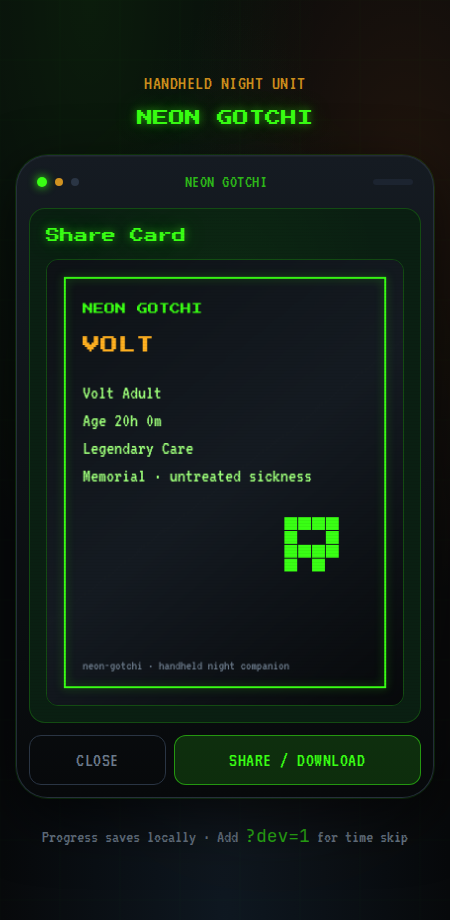 HANDHELD NIGHT UNIT
NEON GOTCHI
NEON GOTCHI
Share Card
NEON GOTCHI
VOLT
Volt Adult
Age 20h 0m
Legendary Care
Memorial · untreated sickness
neon-gotchi · handheld night companion
CLOSE
SHARE / DOWNLOAD
Progress saves locally · Add ?dev=1 for time skip